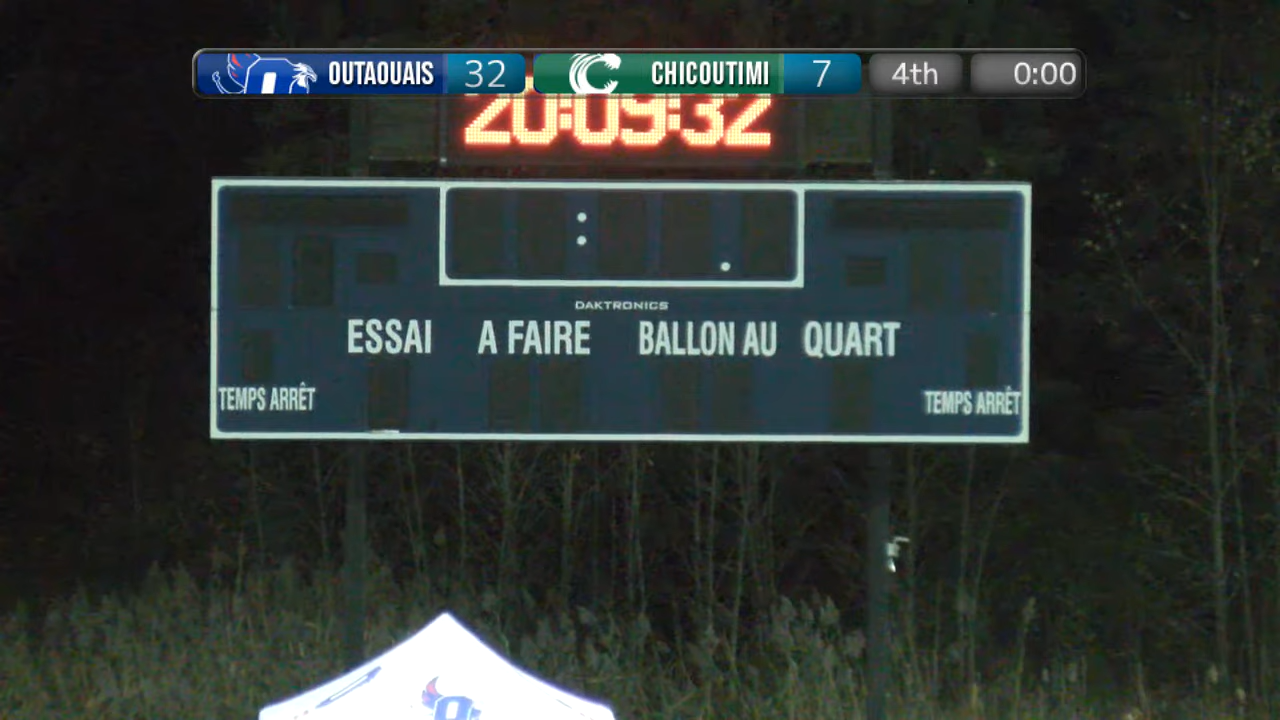 OUTAOUAIS 32 CHICOUTIMI 7 4th 0:00
20:09:32
DAKTRONICS
ESSAI A FAIRE BALLON AU QUART
TEMPS ARRÊT TEMPS ARRÊT